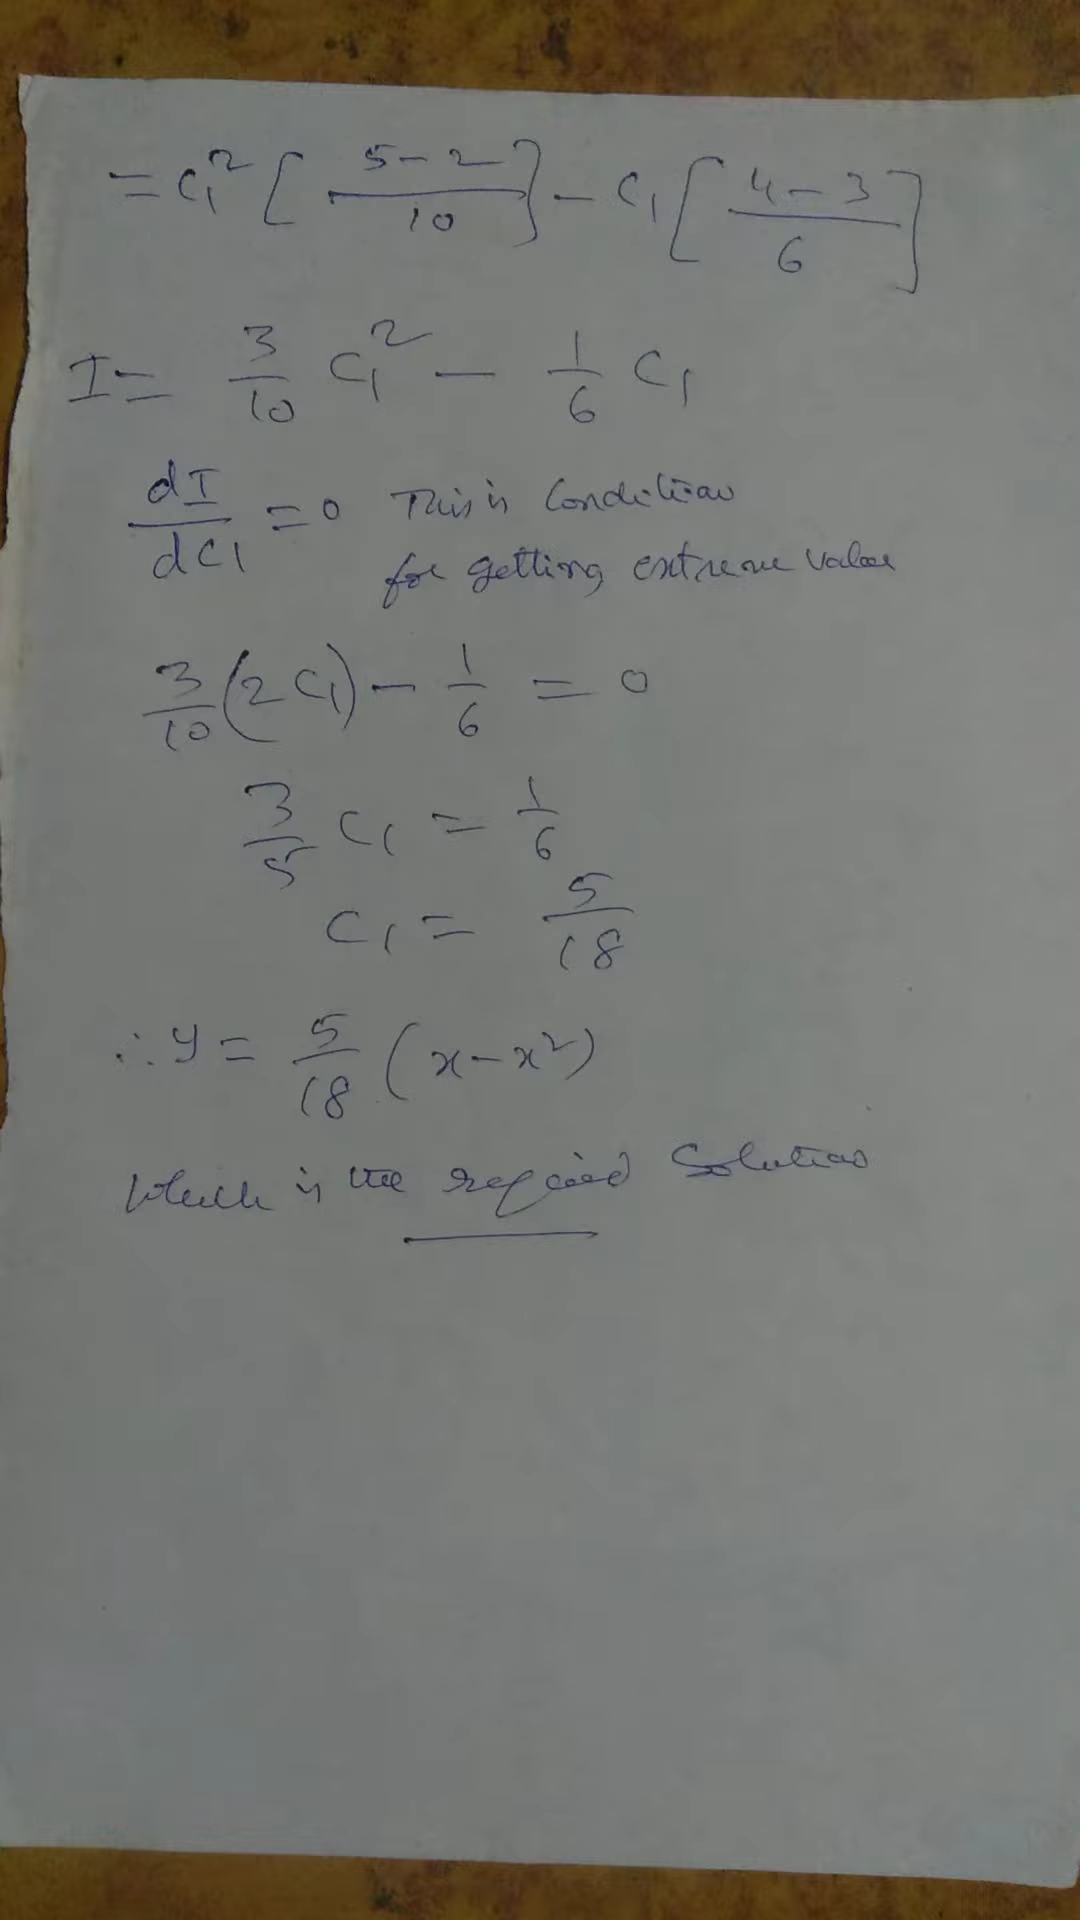 = C₁² [ (5-2)/10 ] - C₁ [ (4-3)/6 ]
I = 3/10 C₁² - 1/6 C₁
dI/dC₁ = 0 This is Condition
for getting extreme value
3/10 (2C₁) - 1/6 = 0
3/5 C₁ = 1/6
C₁ = 5/18
∴ y = 5/18 (x - x²)
Which is the required Solution